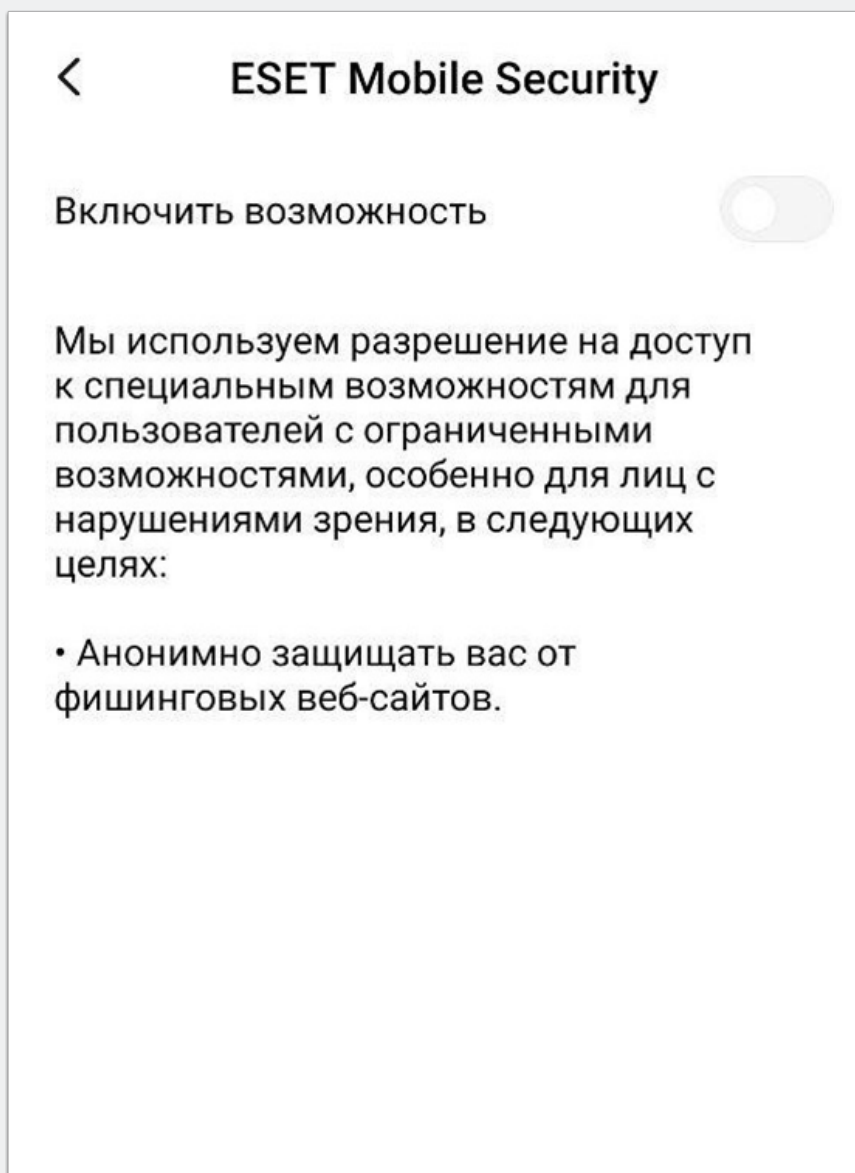 ESET Mobile Security
Включить возможность
Мы используем разрешение на доступ
к специальным возможностям для
пользователей с ограниченными
возможностями, особенно для лиц с
нарушениями зрения, в следующих
целях:
• Анонимно защищать вас от
фишинговых веб-сайтов.